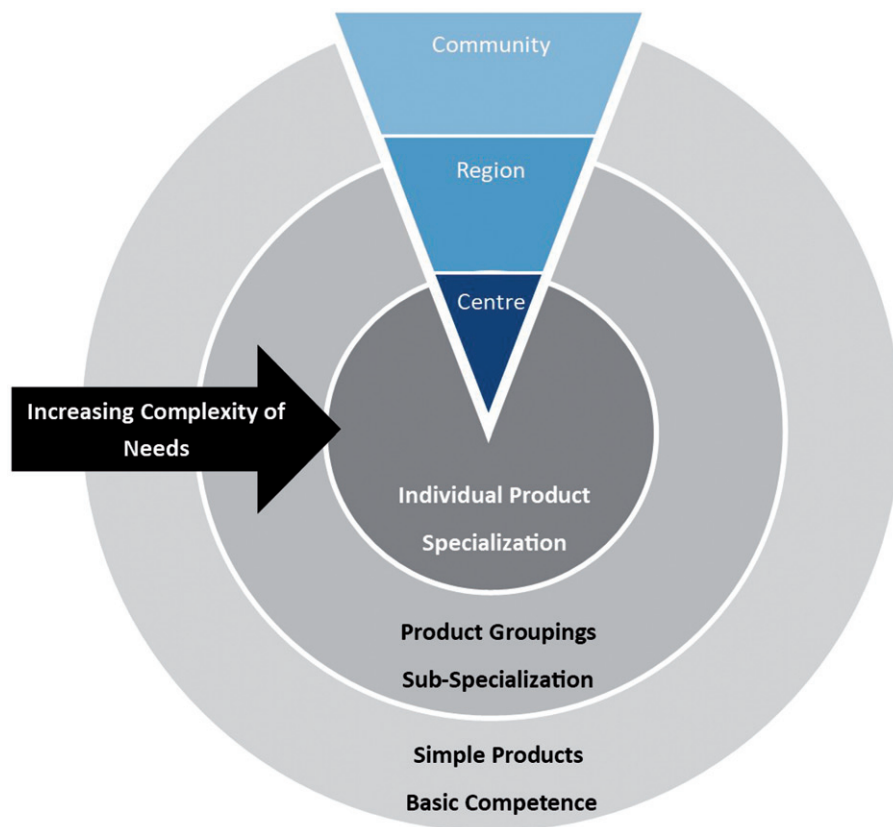 Community
Region
Centre
Increasing Complexity of
Needs
Individual Product
Specialization
Product Groupings
Sub-Specialization
Simple Products
Basic Competence